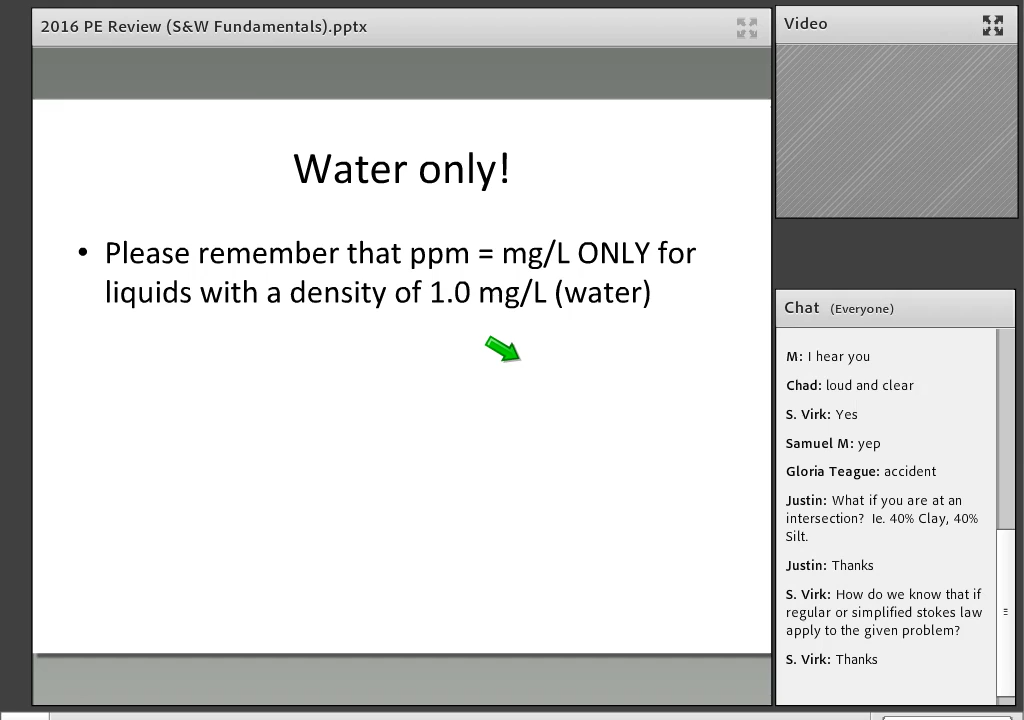 2016 PE Review (S&W Fundamentals).pptx
Water only!
• Please remember that ppm = mg/L ONLY for
liquids with a density of 1.0 mg/L (water)
Video
Chat (Everyone)
M: I hear you
Chad: loud and clear
S. Virk: Yes
Samuel M: yep
Gloria Teague: accident
Justin: What if you are at an
intersection? Ie. 40% Clay, 40%
Silt.
Justin: Thanks
S. Virk: How do we know that if
regular or simplified stokes law
apply to the given problem?
S. Virk: Thanks